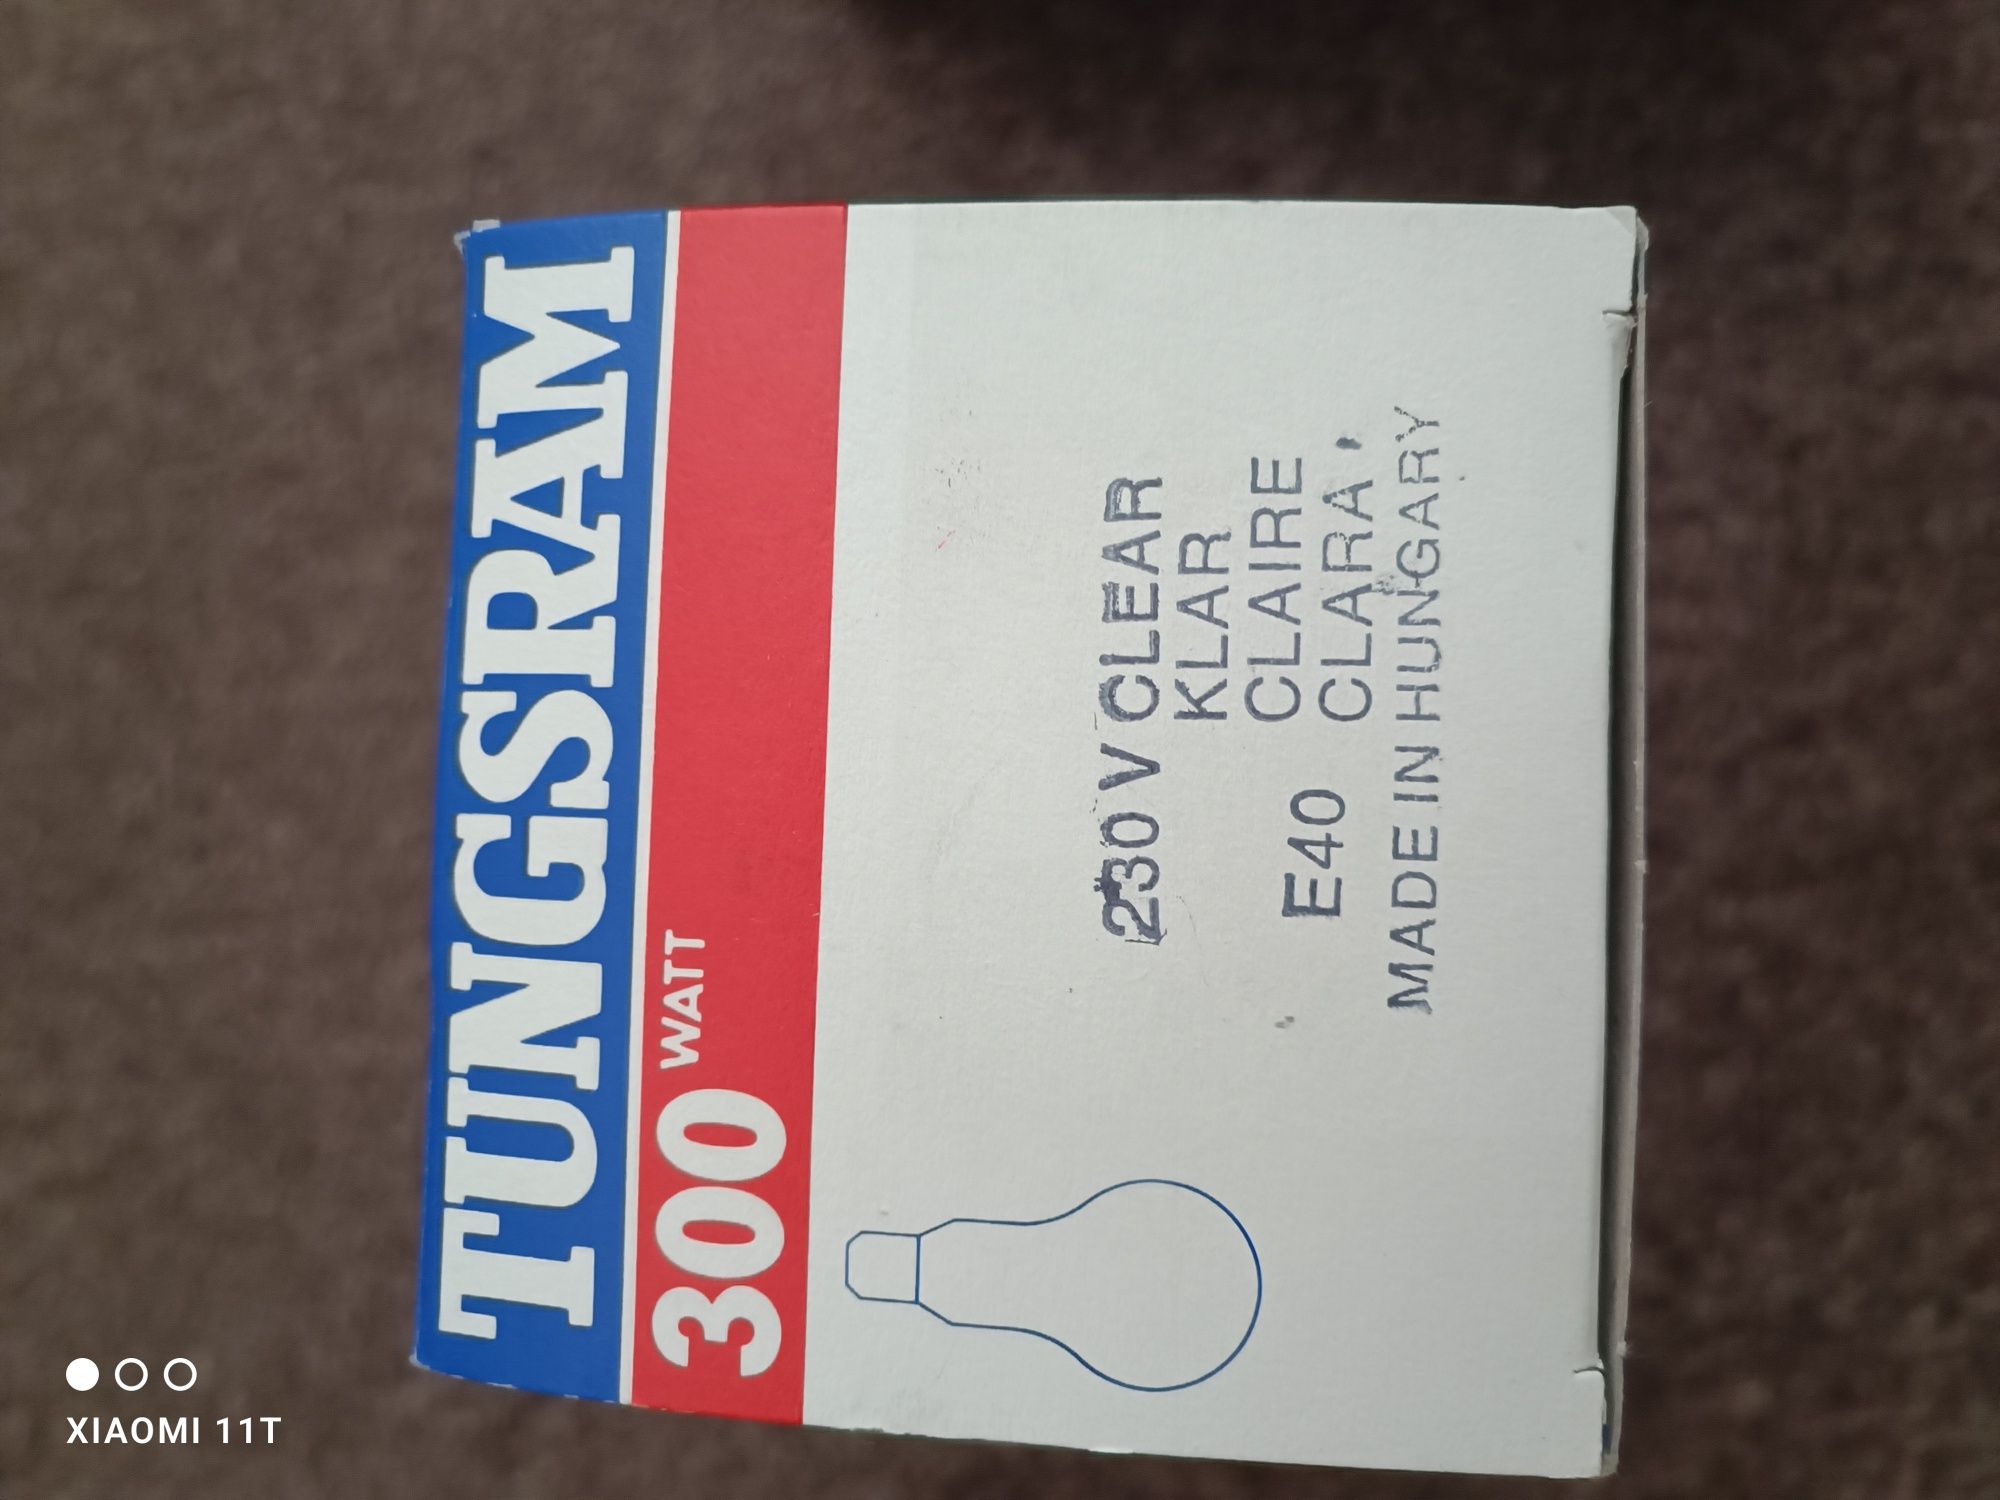 TUNGSRAM
300 WATT
230 V CLEAR
KLAR
CLAIRE
E40 CLARA
MADE IN HUNGARY
XIAOMI 11T